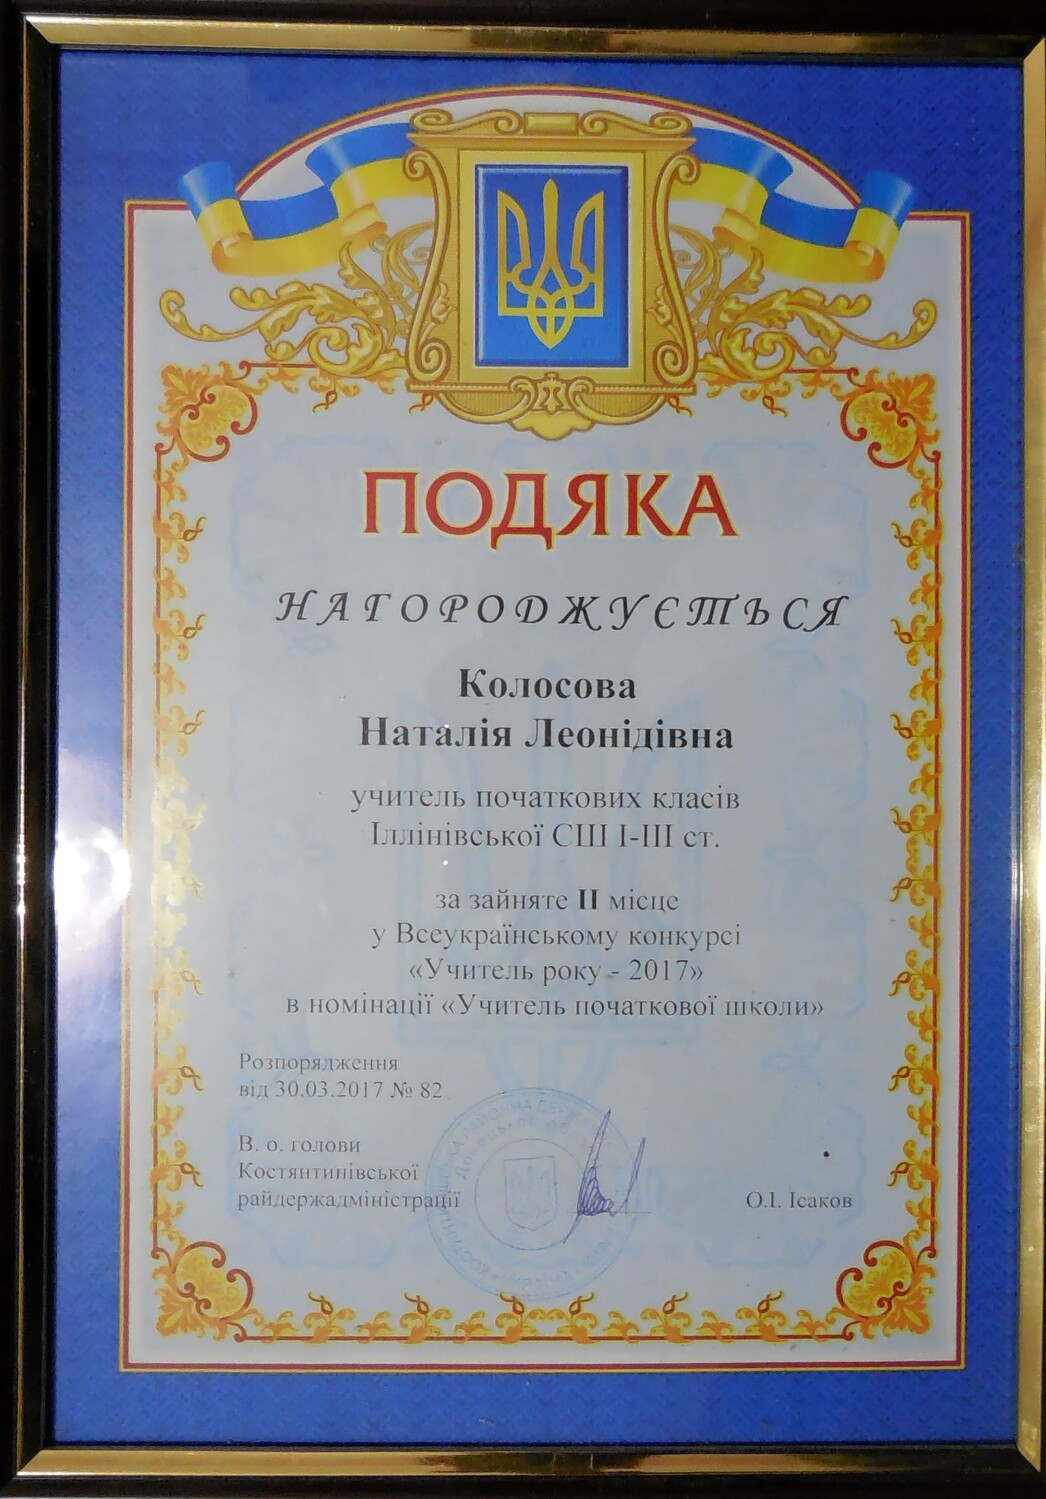 ПОДЯКА
НАГОРОДЖУЄТЬСЯ
Колосова
Наталія Леонідівна
учитель початкових класів
Іллінівської СШ І-ІІІ ст.
за зайняте ІІ місце
у Всеукраїнському конкурсі
«Учитель року - 2017»
в номінації «Учитель початкової школи»
Розпорядження
від 30.03.2017 № 82
В. о. голови
Костянтинівської
райдержадміністрації
О.І. Ісаков